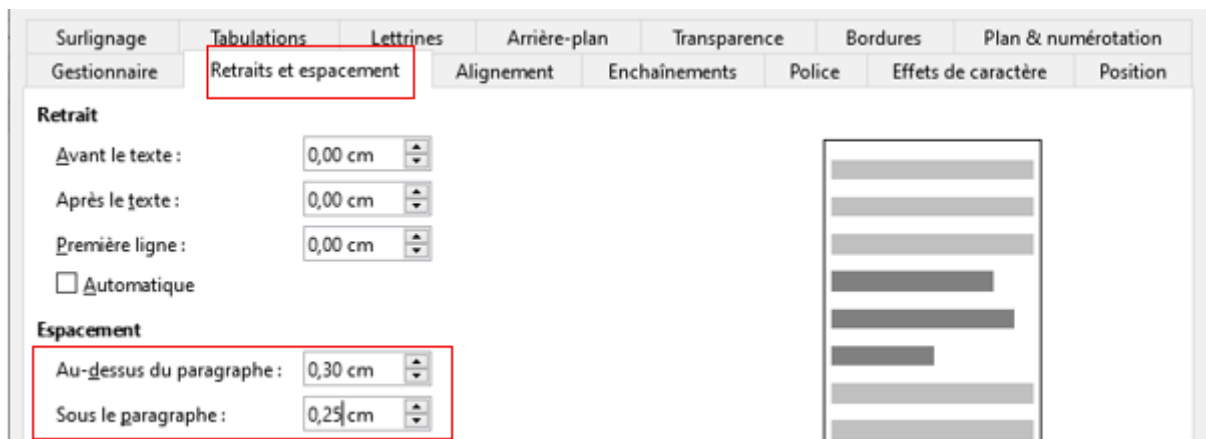 Surlignage Tabulations Lettrines Arrière-plan Transparence Bordures Plan & numérotation
Gestionnaire Retraits et espacement Alignement Enchaînements Police Effets de caractère Position
Retrait
Avant le texte : 0,00 cm
Après le texte : 0,00 cm
Première ligne : 0,00 cm
Automatique
Espacement
Au-dessus du paragraphe : 0,30 cm
Sous le paragraphe : 0,25 cm